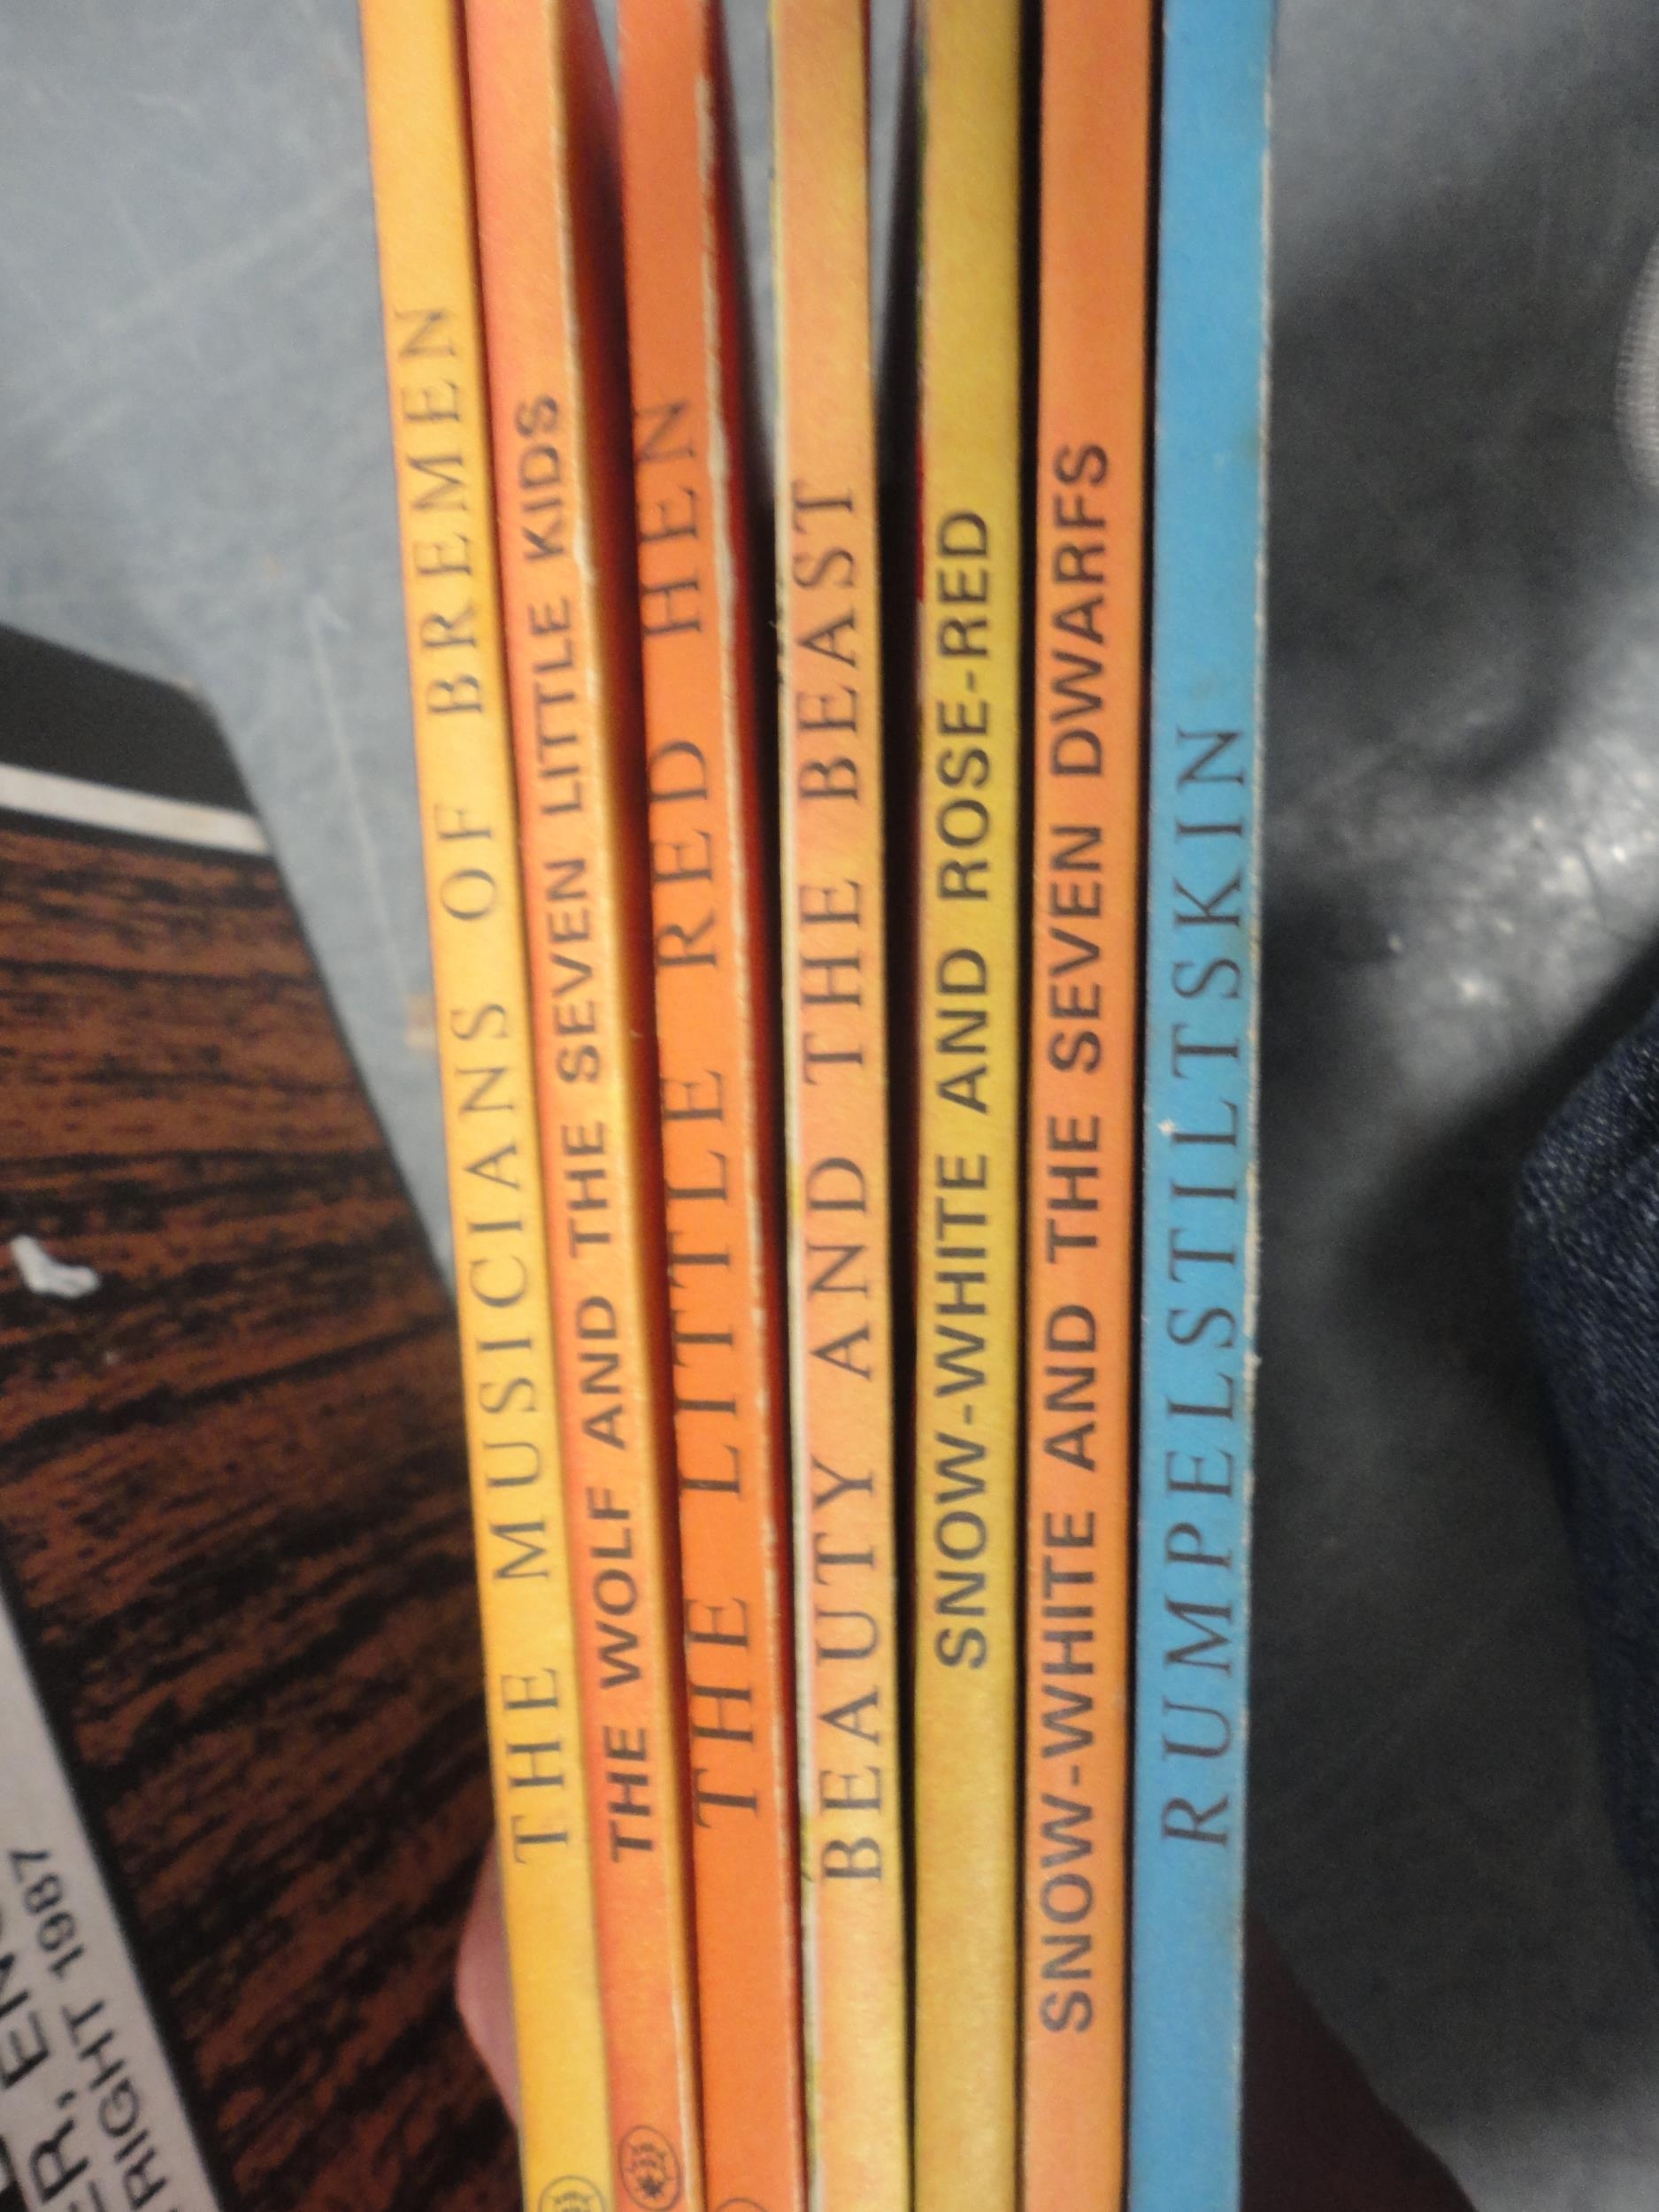 THE MUSICIANS OF BREMEN
THE WOLF AND THE SEVEN LITTLE KIDS
THE LITTLE RED HEN
BEAUTY AND THE BEAST
SNOW-WHITE AND ROSE-RED
SNOW-WHITE AND THE SEVEN DWARFS
RUMPELSTILTSKIN
1987